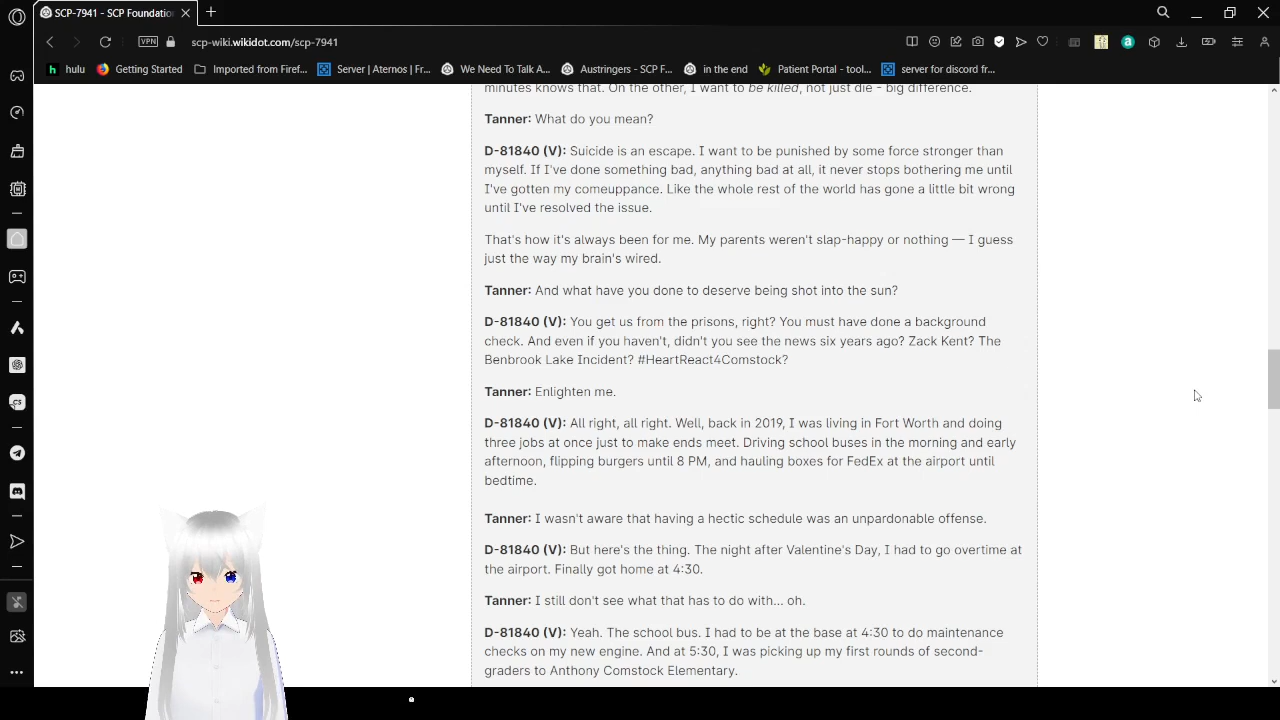 SCP-7941 - SCP Foundatio
VPN
scp-wiki.wikidot.com/scp-7941
hulu
Getting Started
Imported from Firef...
Server | Aternos | Fr...
We Need To Talk A...
Austringers - SCP F...
in the end
Patient Portal - tool...
server for discord fr...
minutes knows that. On the other, I want to be killed, not just die - big difference.
Tanner: What do you mean?
D-81840 (V): Suicide is an escape. I want to be punished by some force stronger than
myself. If I've done something bad, anything bad at all, it never stops bothering me until
I've gotten my comeuppance. Like the whole rest of the world has gone a little bit wrong
until I've resolved the issue.
That's how it's always been for me. My parents weren't slap-happy or nothing — I guess
just the way my brain's wired.
Tanner: And what have you done to deserve being shot into the sun?
D-81840 (V): You get us from the prisons, right? You must have done a background
check. And even if you haven't, didn't you see the news six years ago? Zack Kent? The
Benbrook Lake Incident? #HeartReact4Comstock?
Tanner: Enlighten me.
D-81840 (V): All right, all right. Well, back in 2019, I was living in Fort Worth and doing
three jobs at once just to make ends meet. Driving school buses in the morning and early
afternoon, flipping burgers until 8 PM, and hauling boxes for FedEx at the airport until
bedtime.
Tanner: I wasn't aware that having a hectic schedule was an unpardonable offense.
D-81840 (V): But here's the thing. The night after Valentine's Day, I had to go overtime at
the airport. Finally got home at 4:30.
Tanner: I still don't see what that has to do with... oh.
D-81840 (V): Yeah. The school bus. I had to be at the base at 4:30 to do maintenance
checks on my new engine. And at 5:30, I was picking up my first rounds of second-
graders to Anthony Comstock Elementary.